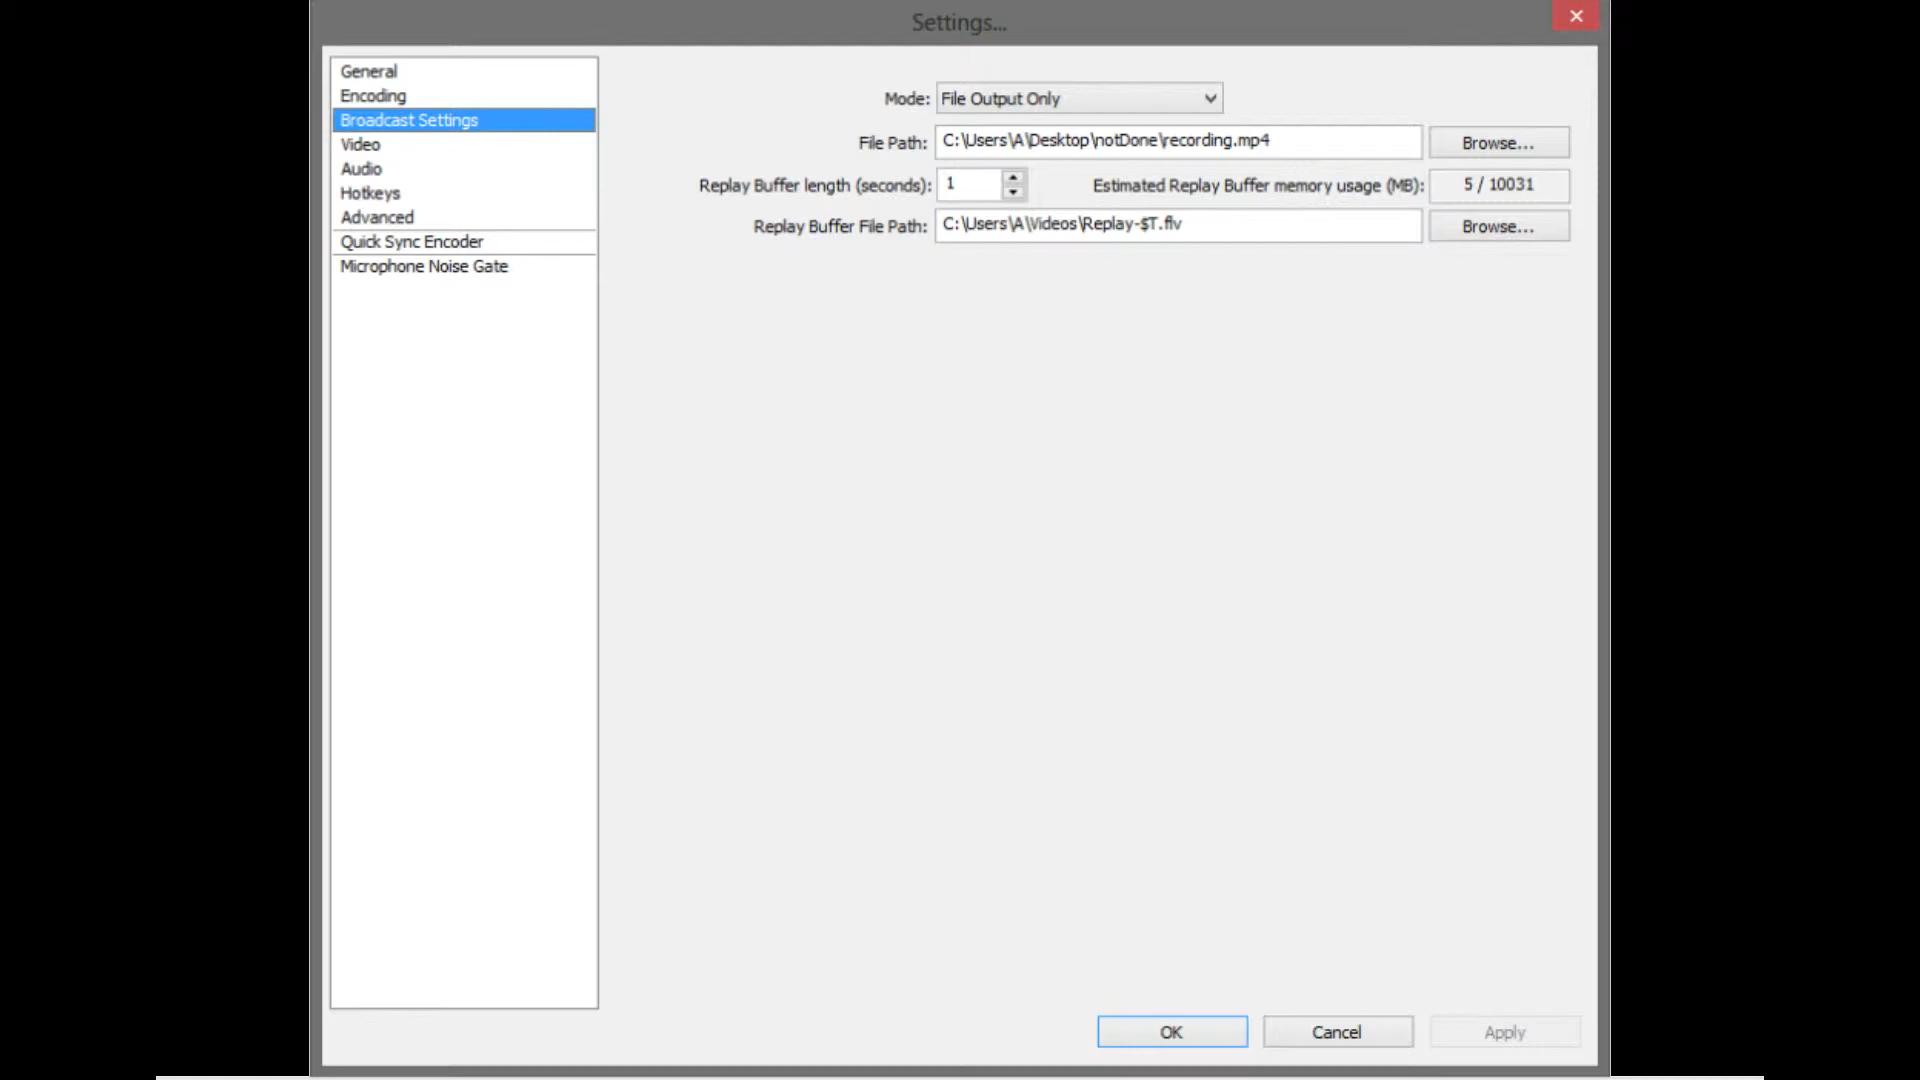 Settings...
General
Encoding
Broadcast Settings
Video
Audio
Hotkeys
Advanced
Quick Sync Encoder
Microphone Noise Gate
Mode: File Output Only
File Path: C:\Users\A\Desktop\notDone\recording.mp4 Browse...
Replay Buffer length (seconds): 1 Estimated Replay Buffer memory usage (MB): 5 / 10031
Replay Buffer File Path: C:\Users\A\Videos\Replay-$T.flv Browse...
OK Cancel Apply